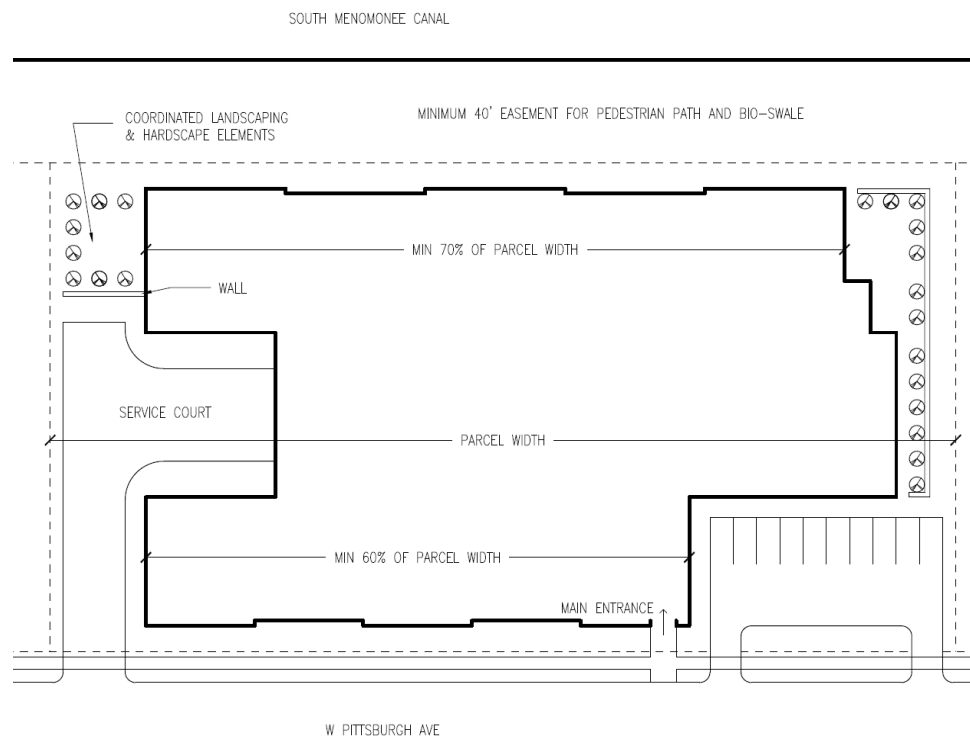 SOUTH MENOMONEE CANAL
MINIMUM 40' EASEMENT FOR PEDESTRIAN PATH AND BIO-SWALE
COORDINATED LANDSCAPING
& HARDSCAPE ELEMENTS
MIN 70% OF PARCEL WIDTH
WALL
SERVICE COURT
PARCEL WIDTH
MIN 60% OF PARCEL WIDTH
MAIN ENTRANCE
W PITTSBURGH AVE